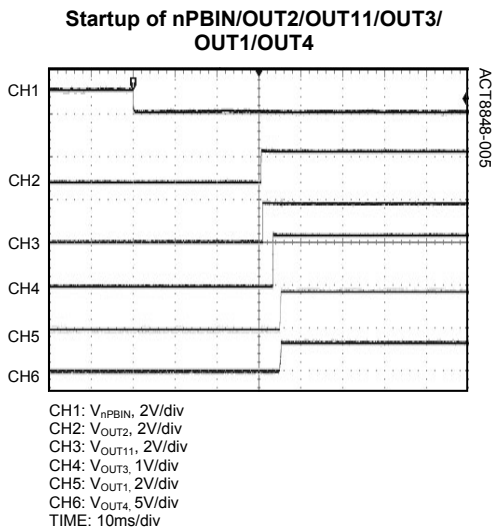 Startup of nPBIN/OUT2/OUT11/OUT3/
OUT1/OUT4
CH1
CH2
CH3
CH4
CH5
CH6
ACT8848-005
CH1: VnPBIN, 2V/div
CH2: VOUT2, 2V/div
CH3: VOUT11, 2V/div
CH4: VOUT3, 1V/div
CH5: VOUT1, 2V/div
CH6: VOUT4, 5V/div
TIME: 10ms/div